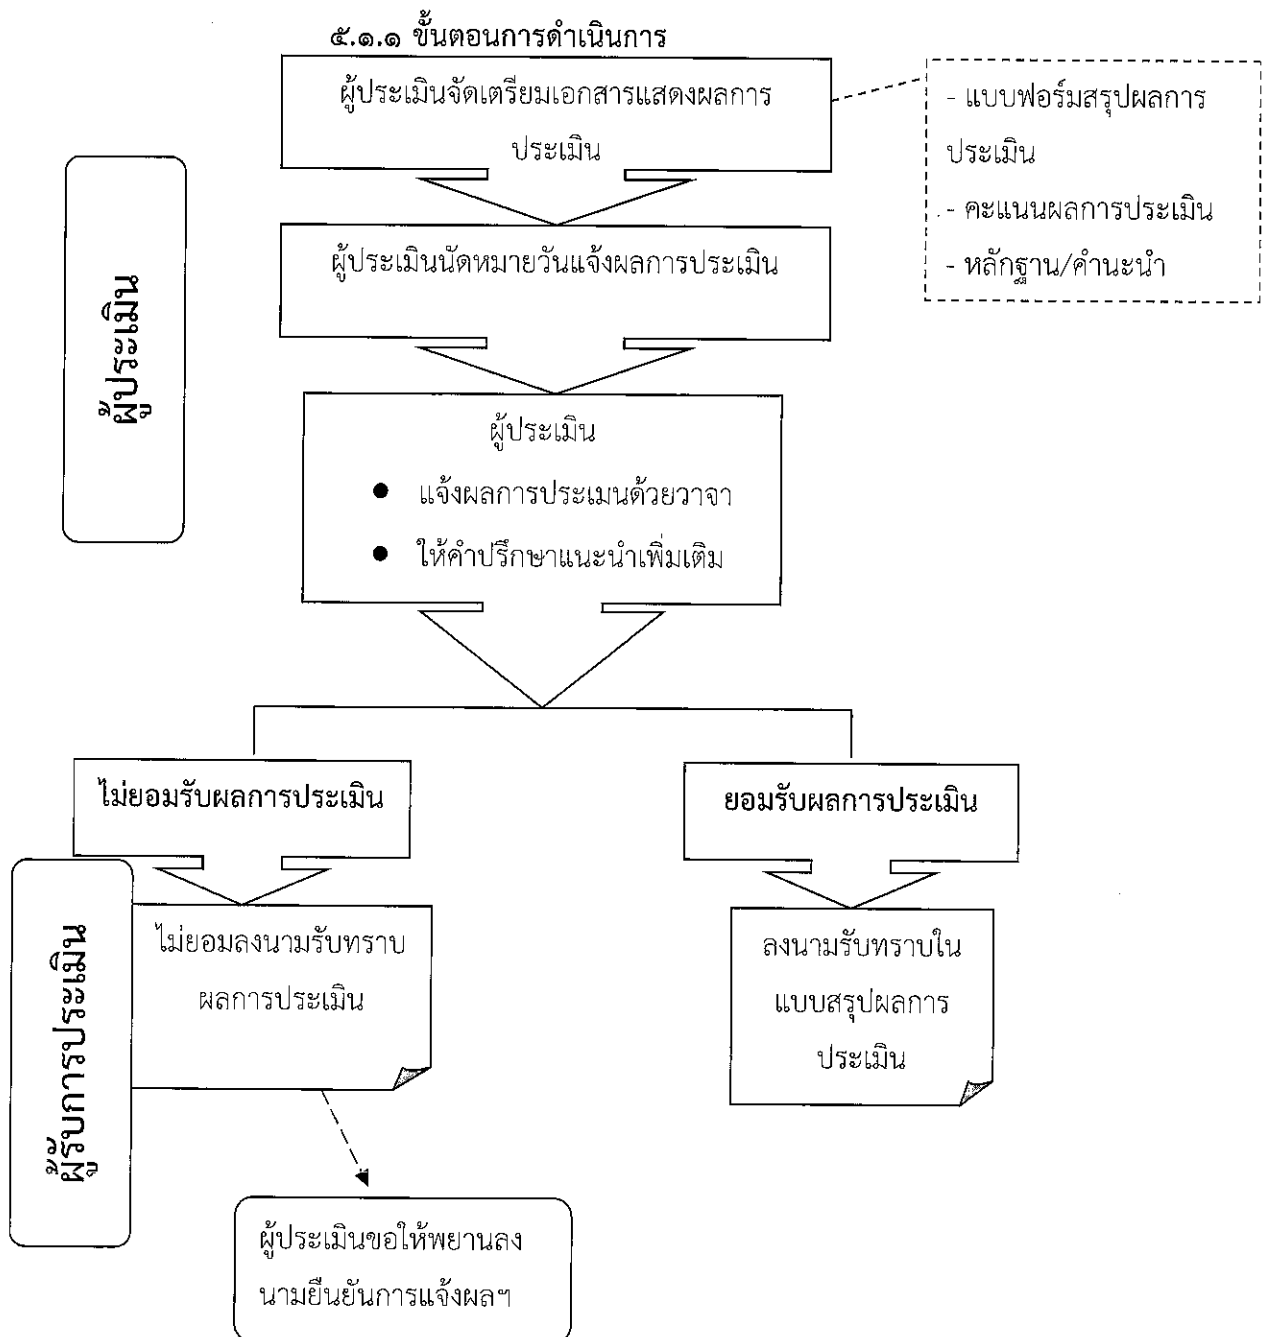 ๕.๑.๑ ขั้นตอนการดำเนินการ
ผู้ประเมินจัดเตรียมเอกสารแสดงผลการ
ประเมิน
- แบบฟอร์มสรุปผลการ
ประเมิน
- คะแนนผลการประเมิน
- หลักฐาน/คำนะนำ
ผู้ประเมิน
ผู้ประเมินนัดหมายวันแจ้งผลการประเมิน
ผู้ประเมิน
● แจ้งผลการประเมนด้วยวาจา
● ให้คำปรึกษาแนะนำเพิ่มเติม
ไม่ยอมรับผลการประเมิน
ยอมรับผลการประเมิน
ผู้รับการประเมิน
ไม่ยอมลงนามรับทราบ
ผลการประเมิน
ลงนามรับทราบใน
แบบสรุปผลการ
ประเมิน
ผู้ประเมินขอให้พยานลง
นามยืนยันการแจ้งผลฯ